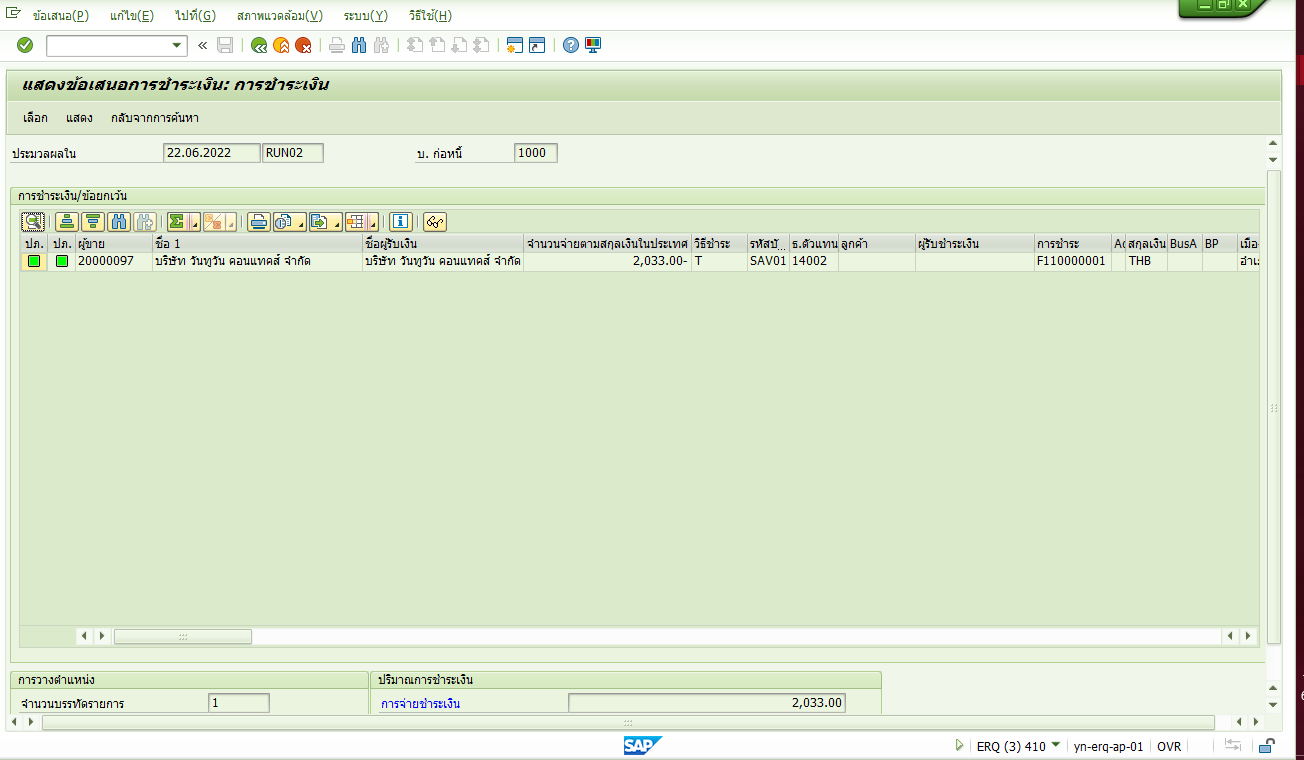 ข้อเสนอ(P) แก้ไข(E) ไปที่(G) สภาพแวดล้อม(V) ระบบ(Y) วิธีใช้(H)
แสดงข้อเสนอการชำระเงิน: การชำระเงิน
เลือก แสดง กลับจากการค้นหา
ประมวลผลใน 22.06.2022 RUN02 บ. ก่อหนี้ 1000
การชำระเงิน/ข้อยกเว้น
ปภ. ปภ. ผู้ขาย ชื่อ 1 ชื่อผู้รับเงิน จำนวนจ่ายตามสกุลเงินในประเทศ วิธีชำระ รหัสบั... ธ.ตัวแทน ลูกค้า ผู้รับชำระเงิน การชำระ สกุลเงิน BusA BP
20000097 บริษัท วันทูวัน คอนแทคส์ จำกัด บริษัท วันทูวัน คอนแทคส์ จำกัด 2,033.00- T SAV01 14002 F110000001 THB
การวางตำแหน่ง ปริมาณการชำระเงิน
จำนวนบรรทัดรายการ 1 การจ่ายชำระเงิน 2,033.00
SAP ERQ (3) 410 yn-erq-ap-01 OVR